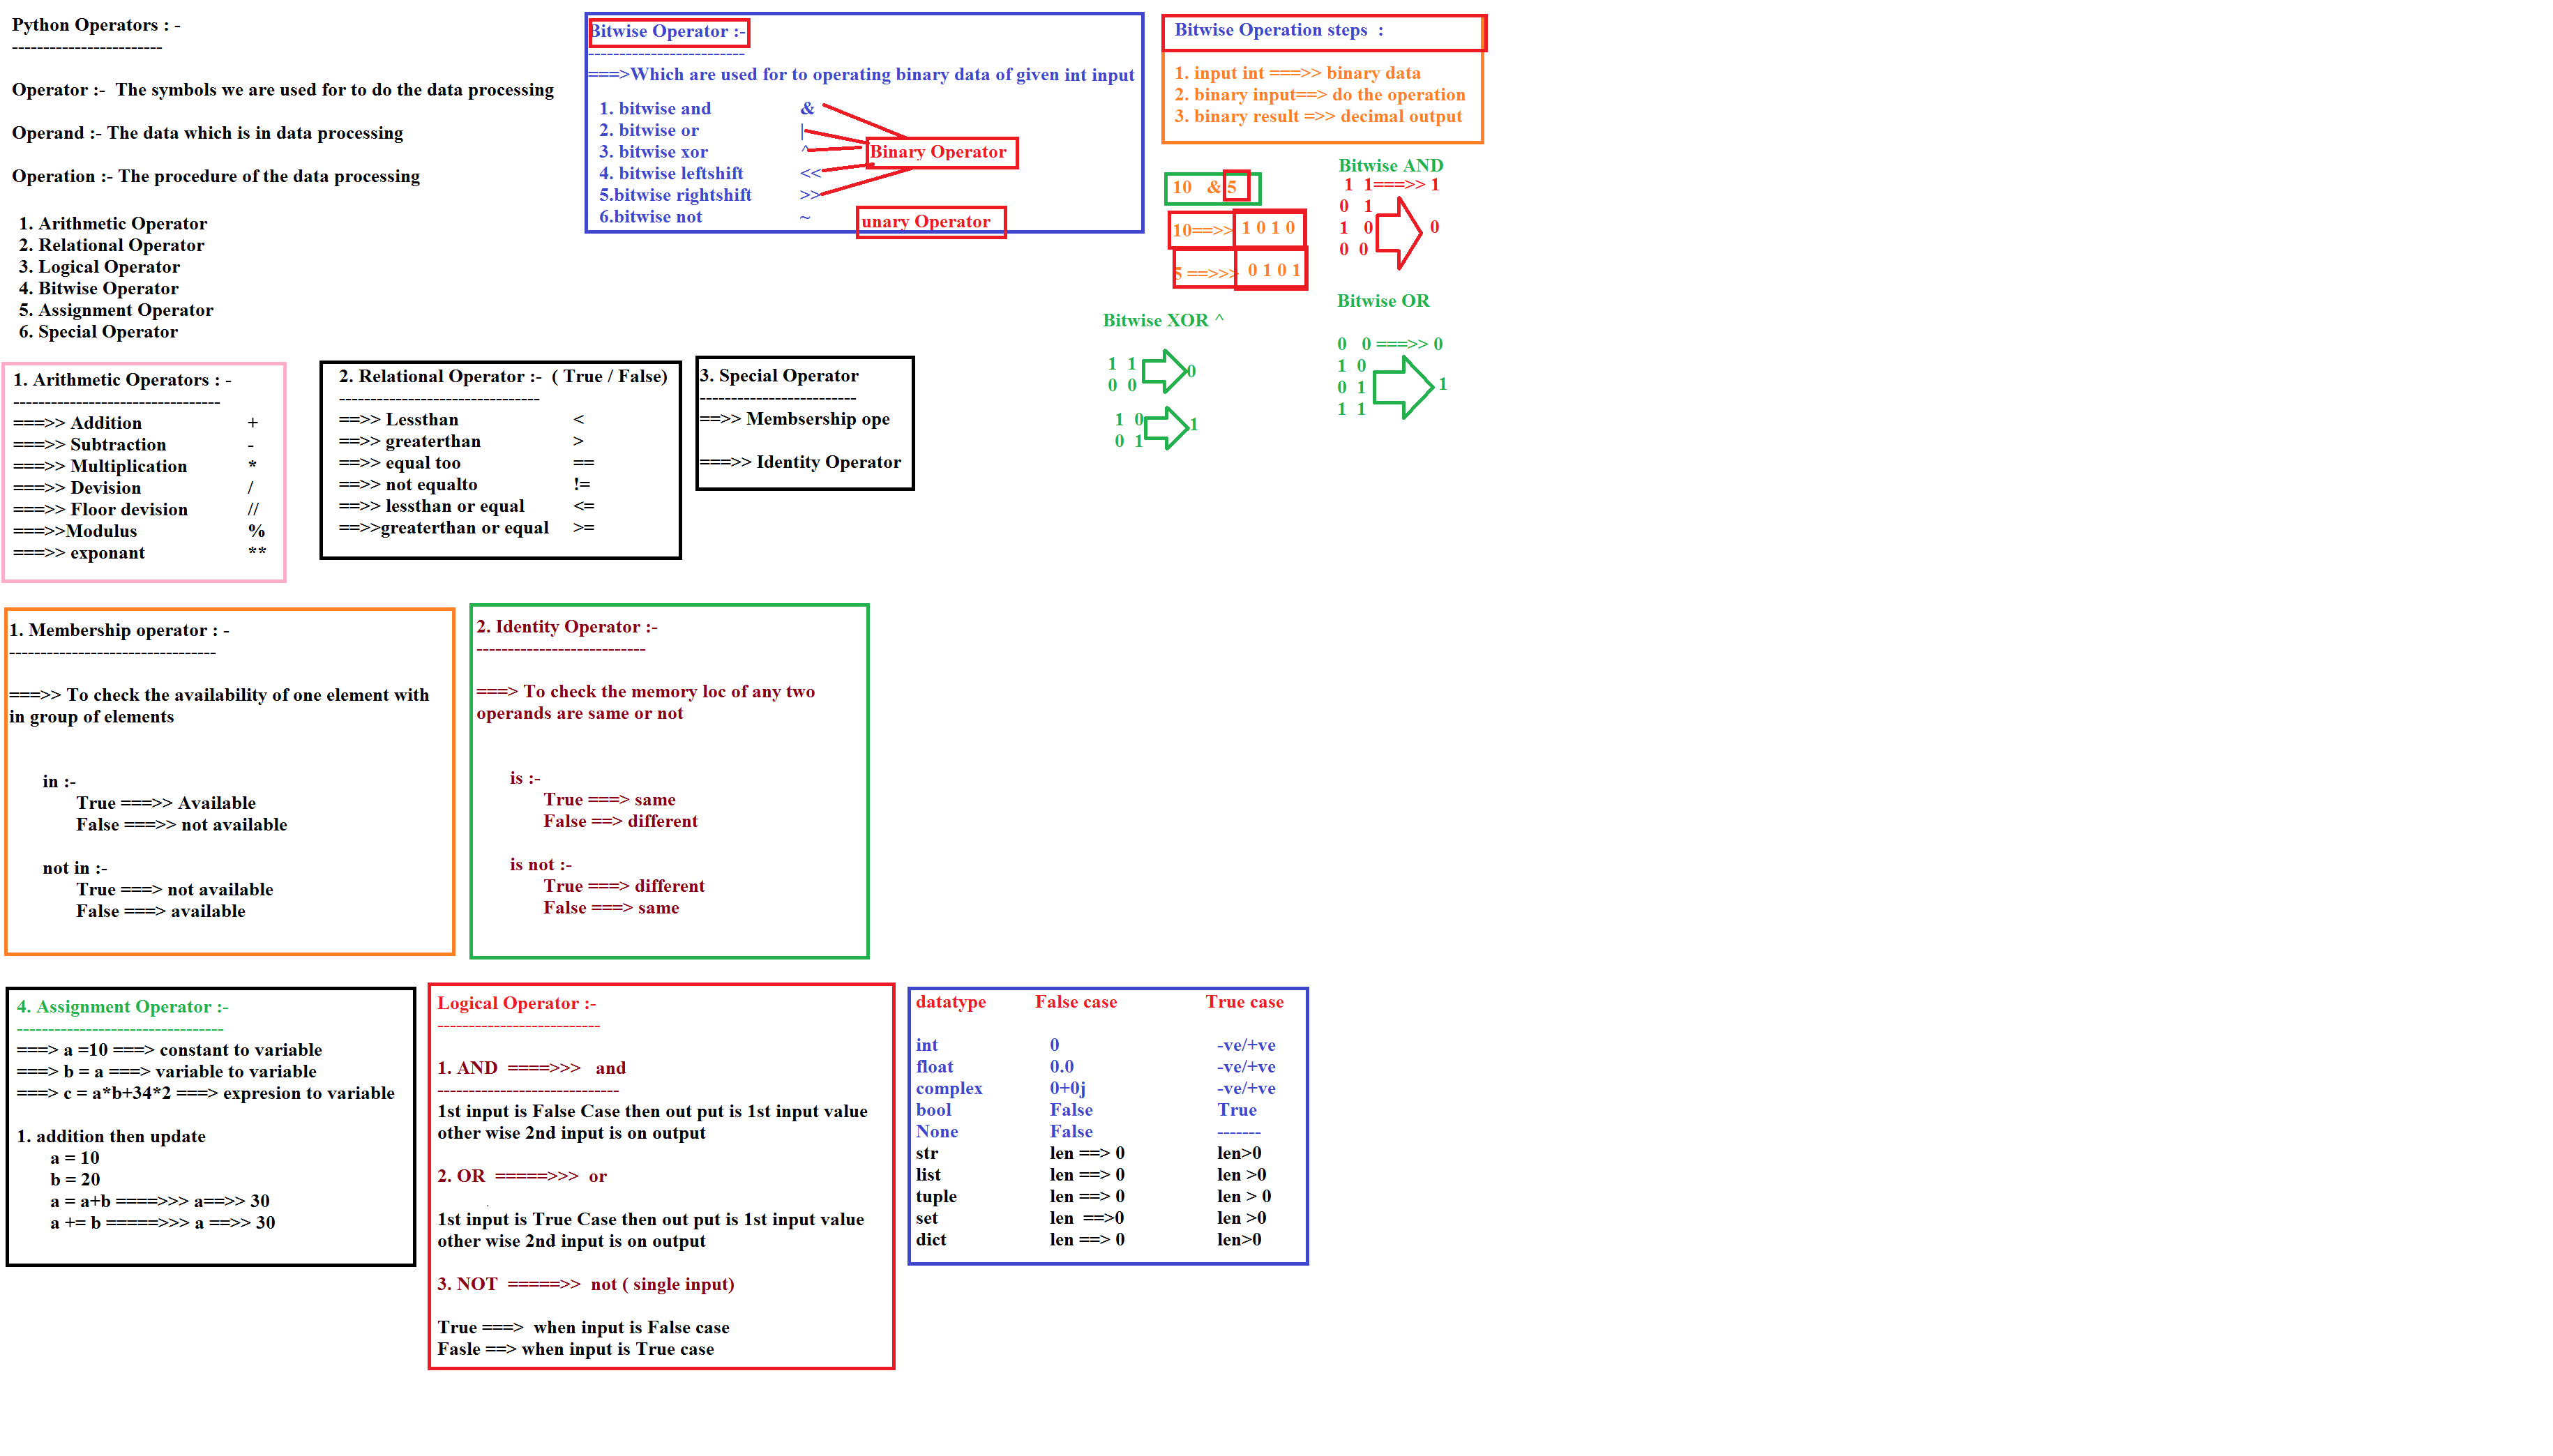 Python Operators : -
------------------------
Operator :-  The symbols we are used for to do the data processing
Operand :- The data which is in data processing
Operation :- The procedure of the data processing
1. Arithmetic Operator
2. Relational Operator
3. Logical Operator
4. Bitwise Operator
5. Assignment Operator
6. Special Operator
Bitwise Operator :-
-------------------------
===>Which are used for to operating binary data of given int input
1. bitwise and &
2. bitwise or |
3. bitwise xor ^
4. bitwise leftshift <<
5.bitwise rightshift >>
6.bitwise not ~
Binary Operator
unary Operator
Bitwise Operation steps  :
1. input int ===>> binary data
2. binary input==> do the operation
3. binary result =>> decimal output
10 & 5
10==>> 1 0 1 0
5 ==>>> 0 1 0 1
Bitwise AND
1 1===>> 1
0 1
1 0 0
0 0
Bitwise OR
0 0 ===>> 0
1 0
0 1 1
1 1
Bitwise XOR ^
1 1 0
0 0
1 0 1
0 1
1. Arithmetic Operators : -
---------------------------------
===>> Addition +
===>> Subtraction -
===>> Multiplication *
===>> Devision /
===>> Floor devision //
===>>Modulus %
===>> exponant **
2. Relational Operator :-  ( True / False)
--------------------------------
==>> Lessthan <
==>> greaterthan >
==>> equal too ==
==>> not equalto !=
==>> lessthan or equal <=
==>>greaterthan or equal >=
3. Special Operator
-------------------------
==>> Membsership ope
===>> Identity Operator
1. Membership operator : -
---------------------------------
===>> To check the availability of one element with
in group of elements
in :-
True ===>> Available
False ===>> not available
not in :-
True ===> not available
False ===> available
2. Identity Operator :-
---------------------------
===> To check the memory loc of any two
operands are same or not
is :-
True ===> same
False ==> different
is not :-
True ===> different
False ===> same
4. Assignment Operator :-
---------------------------------
===> a =10 ===> constant to variable
===> b = a ===> variable to variable
===> c = a*b+34*2 ===> expresion to variable
1. addition then update
a = 10
b = 20
a = a+b ====>>> a==>> 30
a += b =====>>> a ==>> 30
Logical Operator :-
--------------------------
1. AND  ====>>>   and
-----------------------------
1st input is False Case then out put is 1st input value
other wise 2nd input is on output
2. OR  =====>>>  or
1st input is True Case then out put is 1st input value
other wise 2nd input is on output
3. NOT  =====>>  not ( single input)
True ===>  when input is False case
Fasle ==> when input is True case
datatype False case True case
int 0 -ve/+ve
float 0.0 -ve/+ve
complex 0+0j -ve/+ve
bool False True
None False -------
str len ==> 0 len>0
list len ==> 0 len >0
tuple len ==> 0 len > 0
set len  ==>0 len >0
dict len ==> 0 len>0